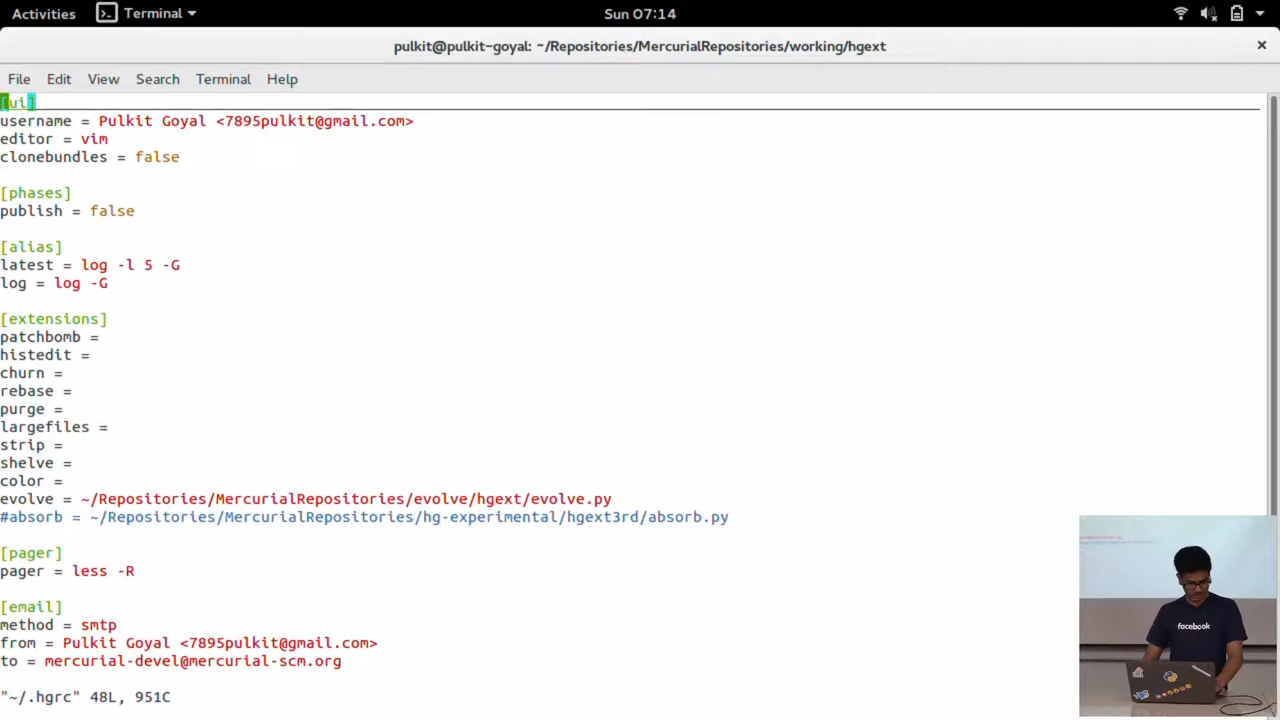 Activities
Terminal
Sun 07:14
pulkit@pulkit-goyal: ~/Repositories/MercurialRepositories/working/hgext
File Edit View Search Terminal Help
[ui]
username = Pulkit Goyal <7895pulkit@gmail.com>
editor = vim
clonebundles = false
[phases]
publish = false
[alias]
latest = log -l 5 -G
log = log -G
[extensions]
patchbomb =
histedit =
churn =
rebase =
purge =
largefiles =
strip =
shelve =
color =
evolve = ~/Repositories/MercurialRepositories/evolve/hgext/evolve.py
#absorb = ~/Repositories/MercurialRepositories/hg-experimental/hgext3rd/absorb.py
[pager]
pager = less -R
[email]
method = smtp
from = Pulkit Goyal <7895pulkit@gmail.com>
to = mercurial-devel@mercurial-scm.org
"~/.hgrc" 48L, 951C
facebook